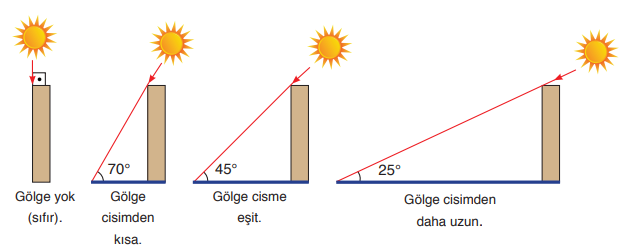 70°
45°
25°
Gölge yok
(sıfır).
Gölge
cisimden
kısa.
Gölge cisme
eşit.
Gölge cisimden
daha uzun.